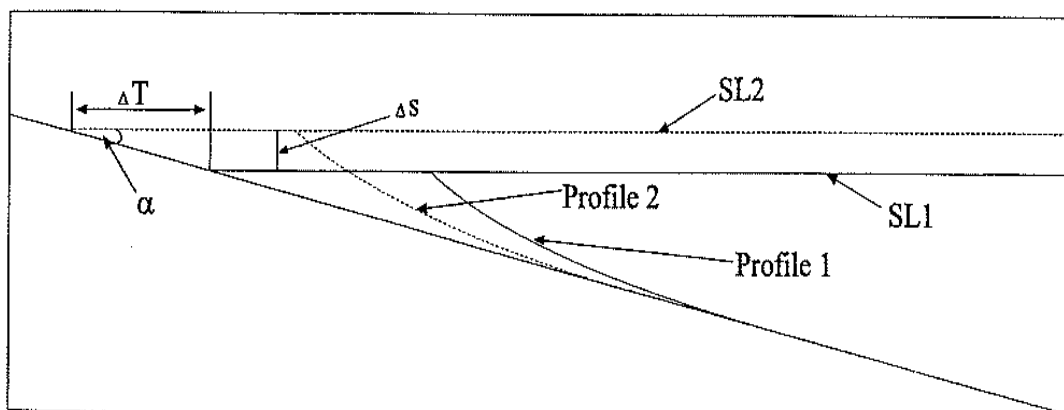 ΔT
SL2
Δs
α
Profile 2
SL1
Profile 1